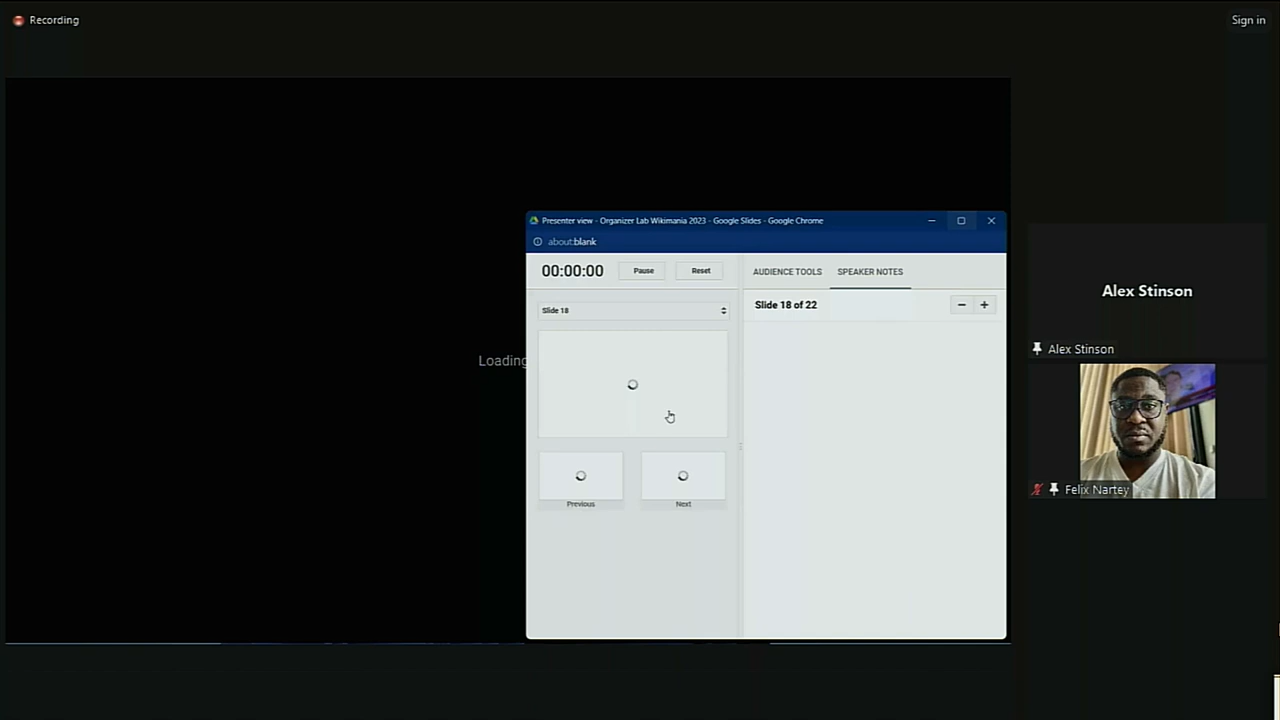 Recording
Sign in
Presenter view - Organizer Lab Wikimania 2023 - Google Slides - Google Chrome
about:blank
00:00:00
Pause
Reset
AUDIENCE TOOLS
SPEAKER NOTES
Slide 18
Slide 18 of 22
Loading
Previous
Next
Alex Stinson
Alex Stinson
Felix Nartey